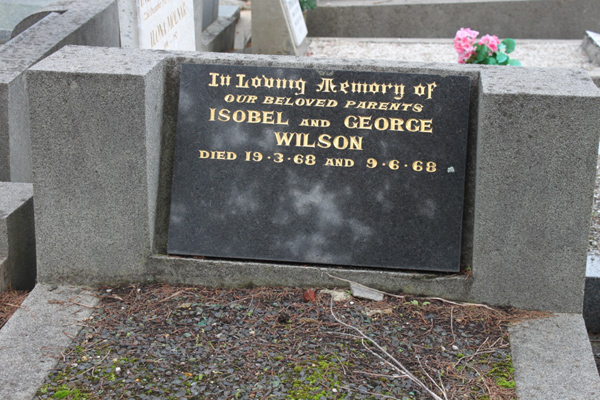 In Loving Memory of
OUR BELOVED PARENTS
ISOBEL AND GEORGE
WILSON
DIED 19·3·68 AND 9·6·68